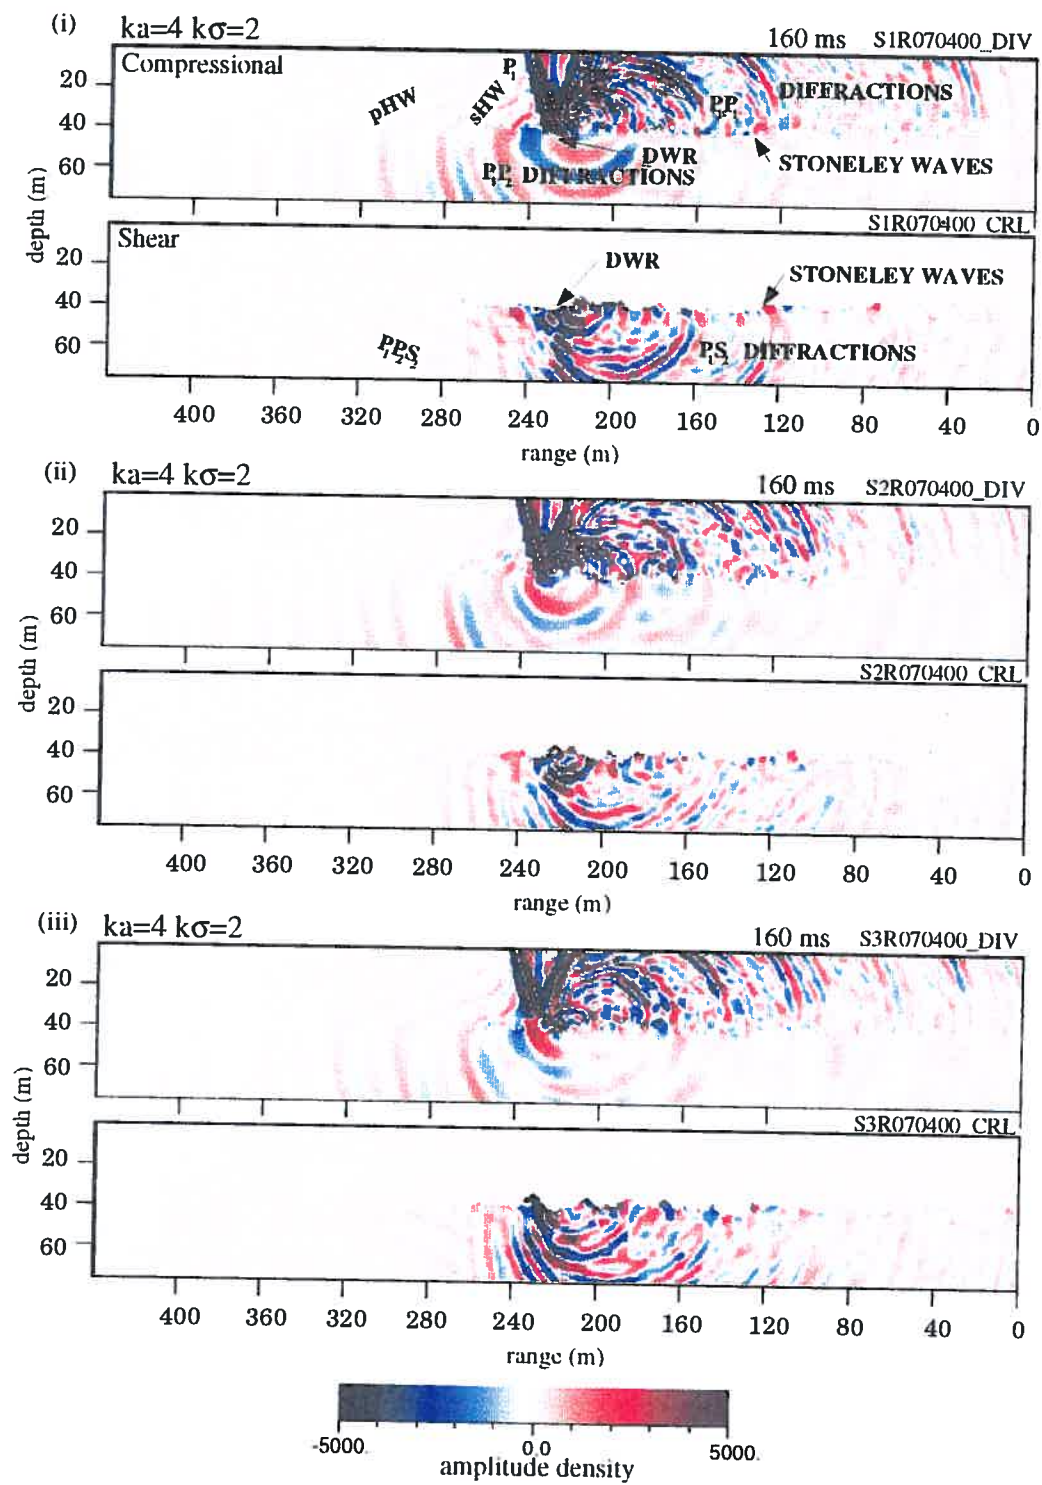 (i) ka=4 kσ=2 160 ms S1R070400_DIV
Compressional
P₁
pHW sHW
P₁P₁ DIFFRACTIONS
DWR
STONELEY WAVES
P₁P₂ DIFFRACTIONS
20
40
60
depth (m)
S1R070400_CRL
Shear
DWR
STONELEY WAVES
P₁P₂S₂
P₁S₂ DIFFRACTIONS
20
40
60
400 360 320 280 240 200 160 120 80 40 0
range (m)
(ii) ka=4 kσ=2 160 ms S2R070400_DIV
20
40
60
depth (m)
S2R070400_CRL
20
40
60
400 360 320 280 240 200 160 120 80 40 0
range (m)
(iii) ka=4 kσ=2 160 ms S3R070400_DIV
20
40
60
depth (m)
S3R070400_CRL
20
40
60
400 360 320 280 240 200 160 120 80 40 0
range (m)
-5000. 0.0 5000.
amplitude density